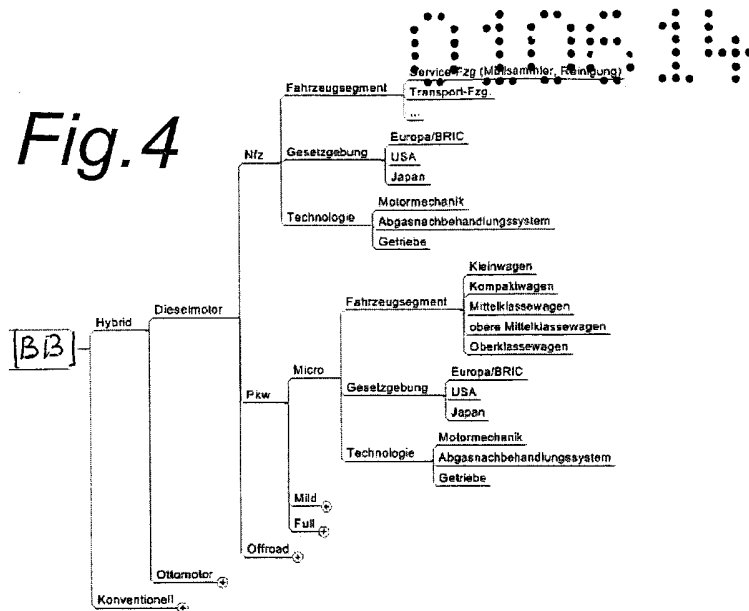 010614
Service-Fzg (Müllsammler, Reinigung)
Fahrzeugsegment
Transport-Fzg.
...
Fig.4
Europa/BRIC
Nfz
Gesetzgebung
USA
Japan
Motormechanik
Technologie
Abgasnachbehandlungssystem
Getriebe
Kleinwagen
Kompaktwagen
Fahrzeugsegment
Mittelklassewagen
Dieselmotor
Hybrid
obere Mittelklassewagen
[BB]
Oberklassewagen
Micro
Europa/BRIC
Pkw
Gesetzgebung
USA
Japan
Motormechanik
Technologie
Abgasnachbehandlungssystem
Getriebe
Mild
Full
Offroad
Ottomotor
Konventionell